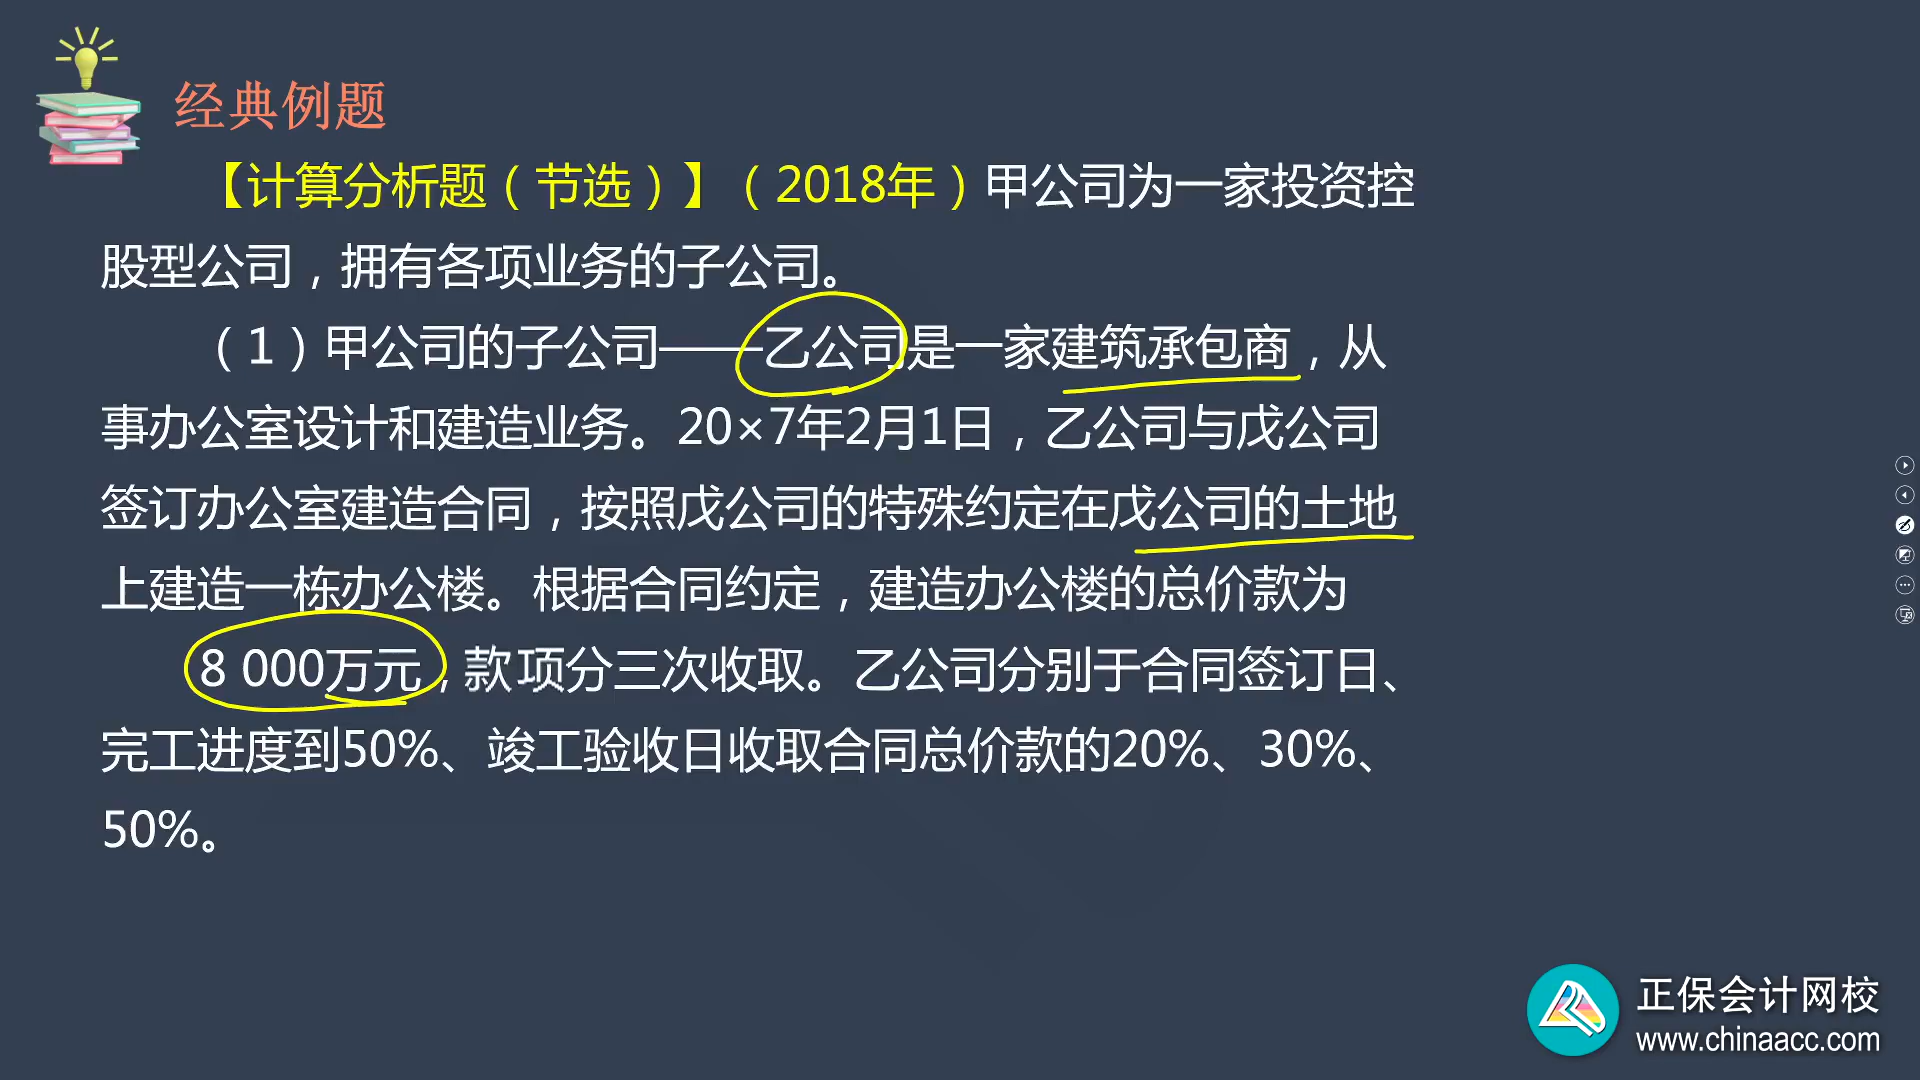 经典例题
【计算分析题（节选）】（2018年）甲公司为一家投资控
股型公司，拥有各项业务的子公司。
（1）甲公司的子公司——乙公司是一家建筑承包商，从
事办公室设计和建造业务。20×7年2月1日，乙公司与戊公司
签订办公室建造合同，按照戊公司的特殊约定在戊公司的土地
上建造一栋办公楼。根据合同约定，建造办公楼的总价款为
8 000万元，款项分三次收取。乙公司分别于合同签订日、
完工进度到50%、竣工验收日收取合同总价款的20%、30%、
50%。
正保会计网校
www.chinaacc.com